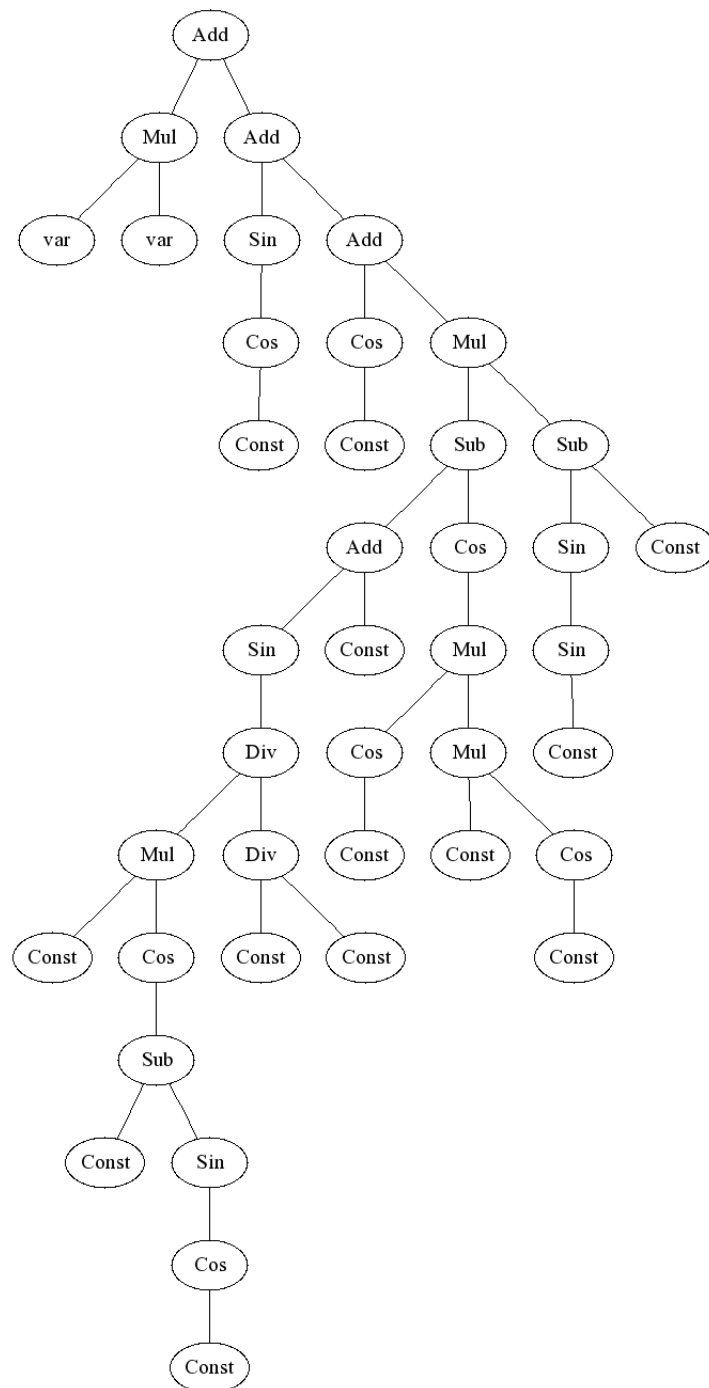 Add
Mul Add
var var Sin Add
Cos Cos Mul
Const Const Sub Sub
Add Cos Sin Const
Sin Const Mul Sin
Div Cos Mul Const
Mul Div Const Const Cos
Const Cos Const Const Const
Sub
Const Sin
Cos
Const